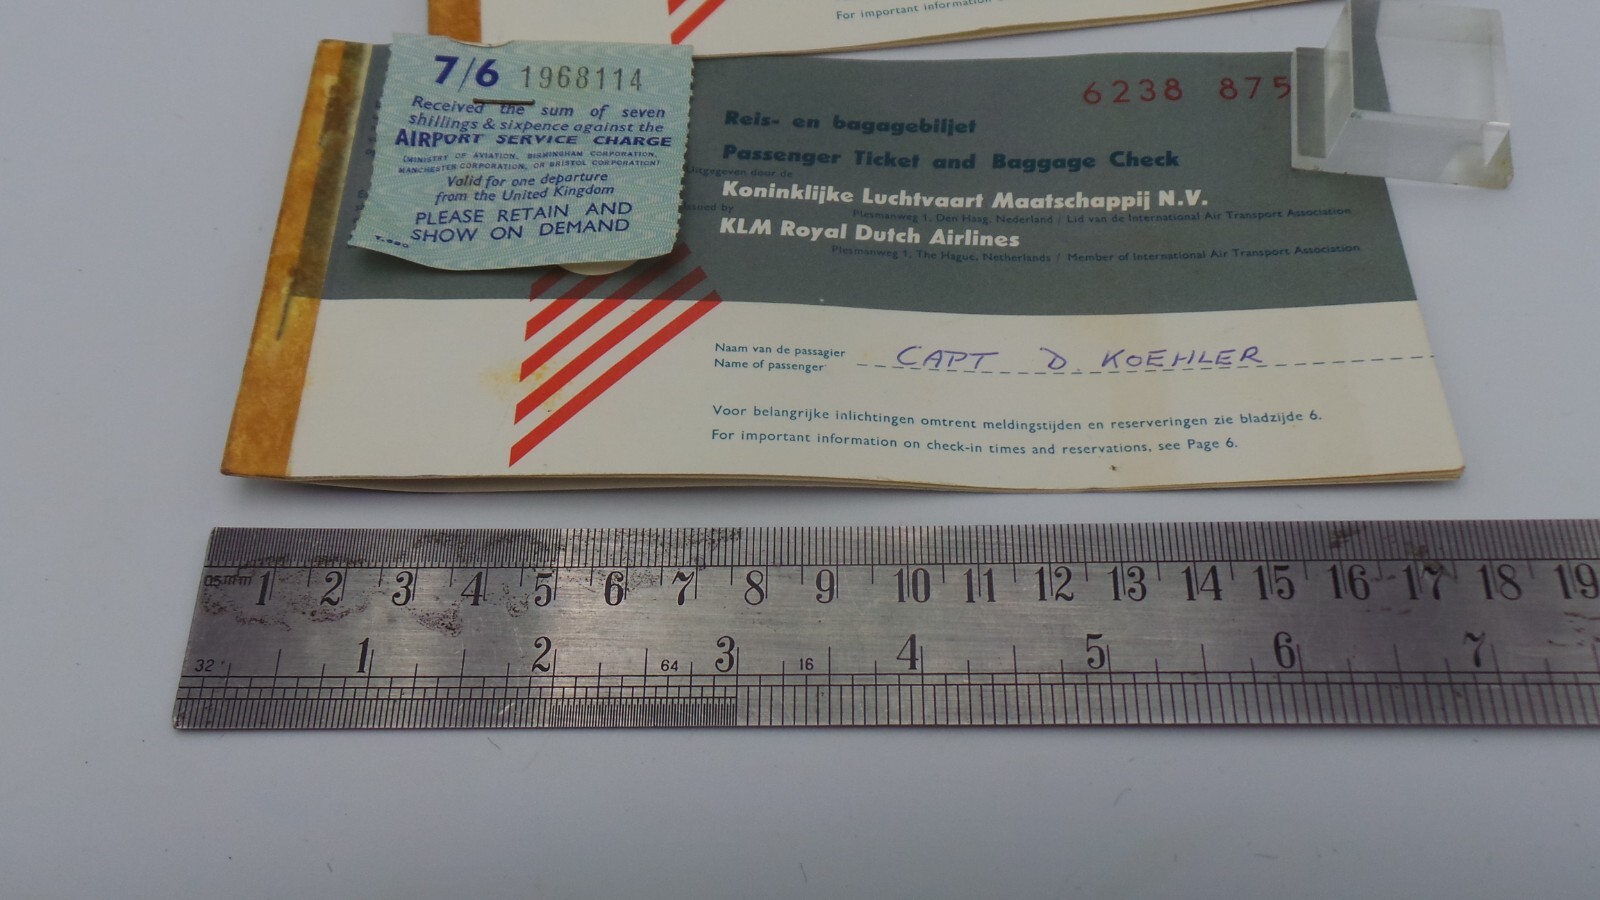 For important information
7/6 1968114
Received the sum of seven
shillings & sixpence against the
AIRPORT SERVICE CHARGE
(MINISTRY OF AVIATION, BIRMINGHAM CORPORATION,
MANCHESTER CORPORATION, OR BRISTOL CORPORATION)
Valid for one departure
from the United Kingdom
PLEASE RETAIN AND
SHOW ON DEMAND
6238 875
Reis- en bagagebiljet
Passenger Ticket and Baggage Check
Uitgegeven door de
Koninklijke Luchtvaart Maatschappij N.V.
Plesmanweg 1, Den Haag, Nederland / Lid van de International Air Transport Association
issued by
KLM Royal Dutch Airlines
Plesmanweg 1, The Hague, Netherlands / Member of International Air Transport Association
Naam van de passagier
Name of passenger CAPT D. KOEHLER
Voor belangrijke inlichtingen omtrent meldingstijden en reserveringen zie bladzijde 6.
For important information on check-in times and reservations, see Page 6.
05mm 1 2 3 4 5 6 7 8 9 10 11 12 13 14 15 16 17 18 19
32 1 2 64 3 16 4 5 6 7